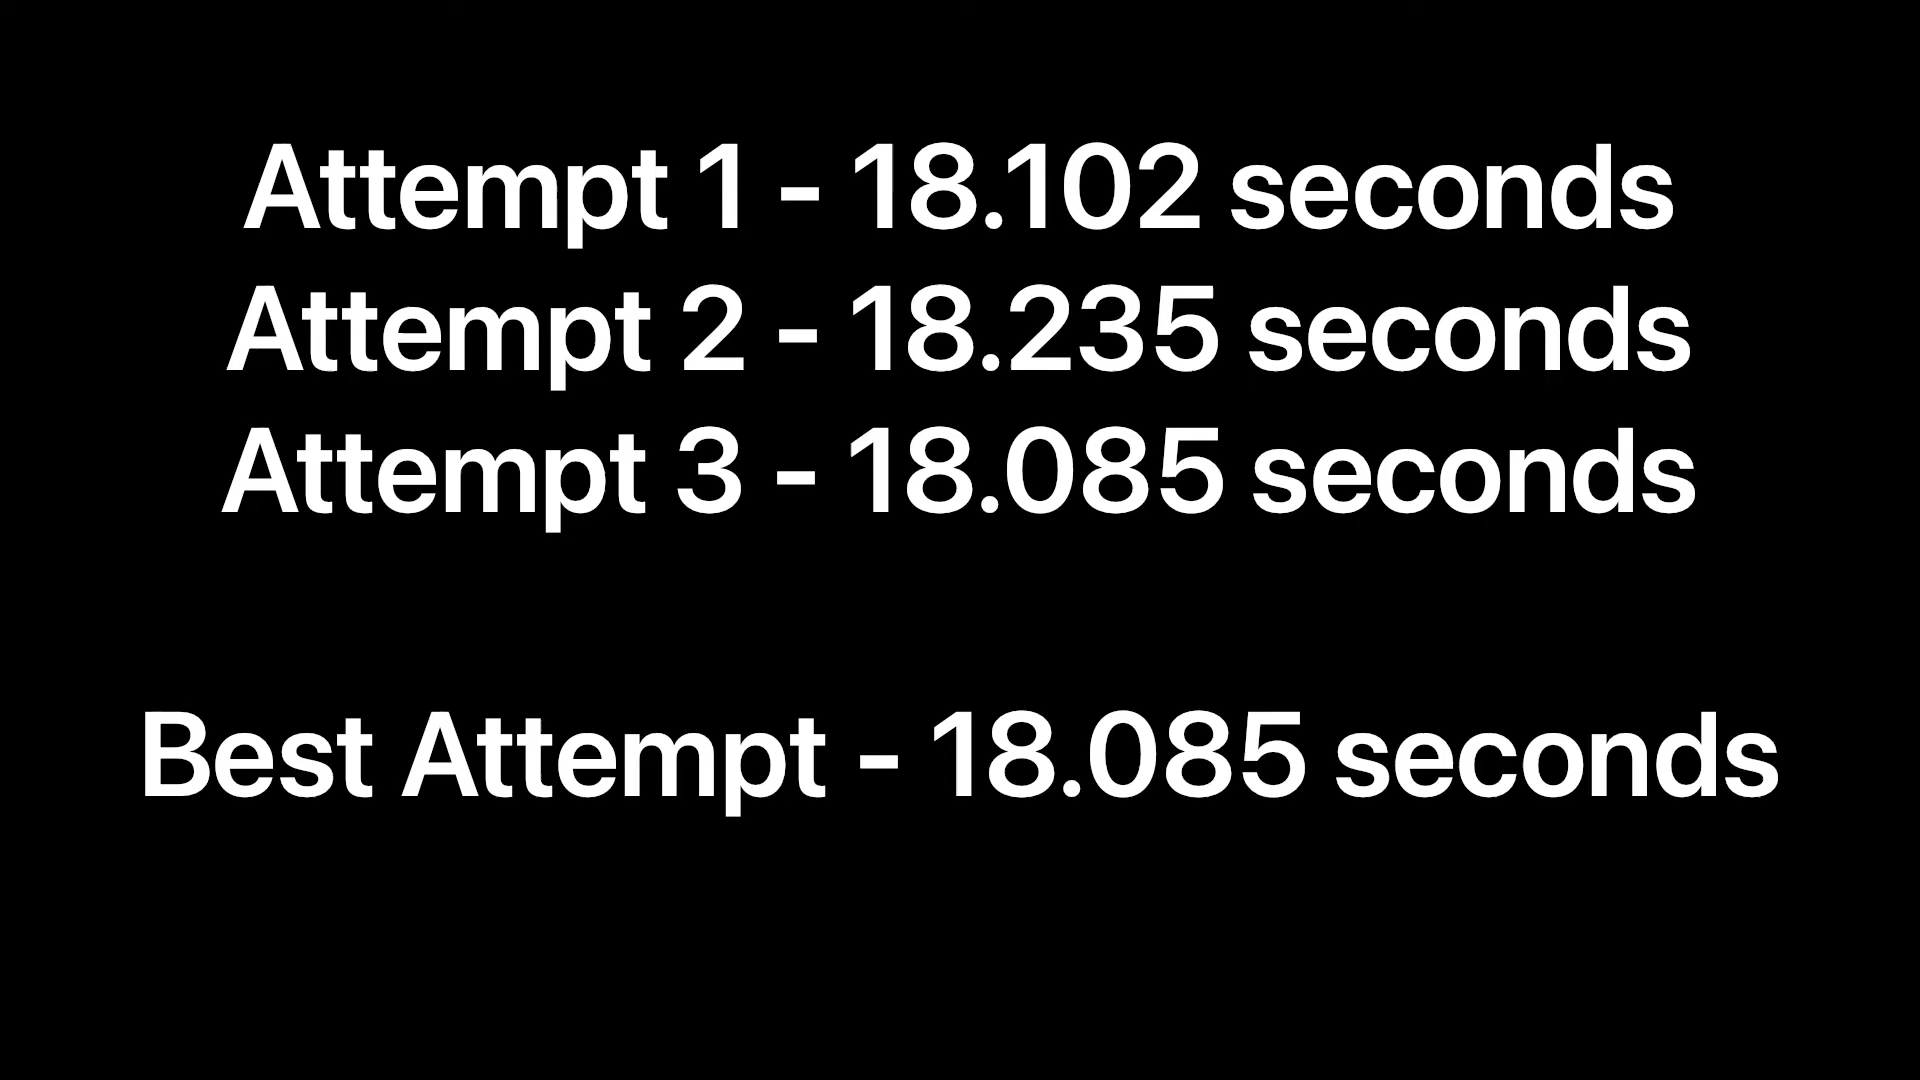 Attempt 1 - 18.102 seconds
Attempt 2 - 18.235 seconds
Attempt 3 - 18.085 seconds
Best Attempt - 18.085 seconds